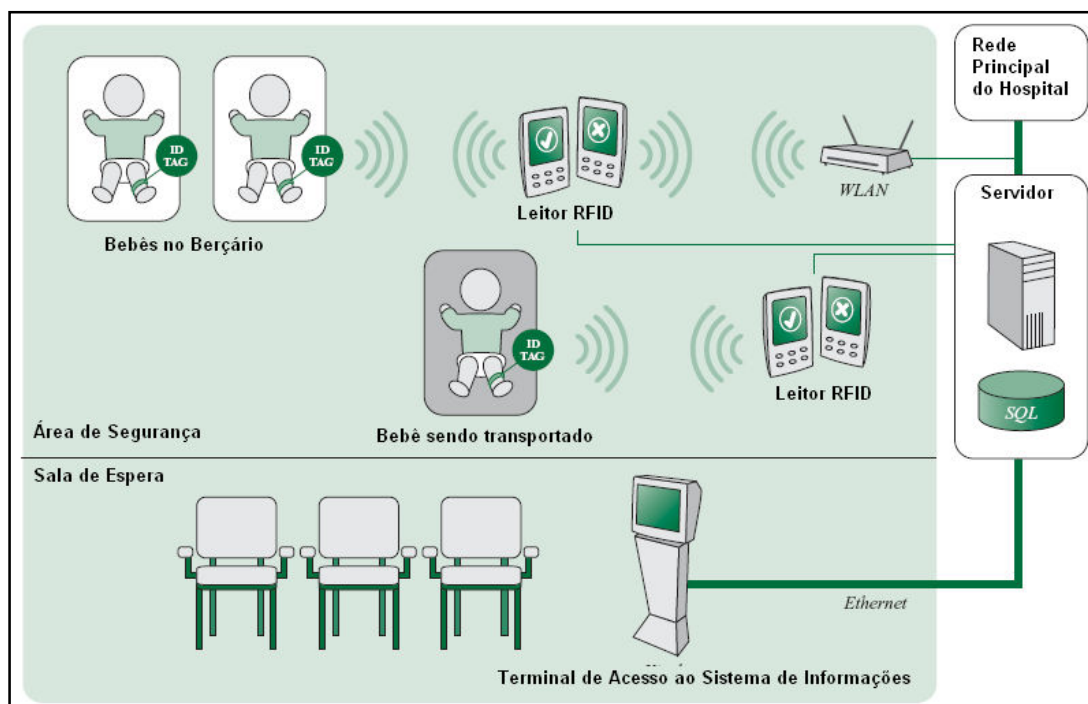 Rede
Principal
do Hospital
ID
TAG
ID
TAG
WLAN
Servidor
Leitor RFID
Bebês no Berçário
ID
TAG
Leitor RFID
SQL
Bebê sendo transportado
Área de Segurança
Sala de Espera
Ethernet
Terminal de Acesso ao Sistema de Informações